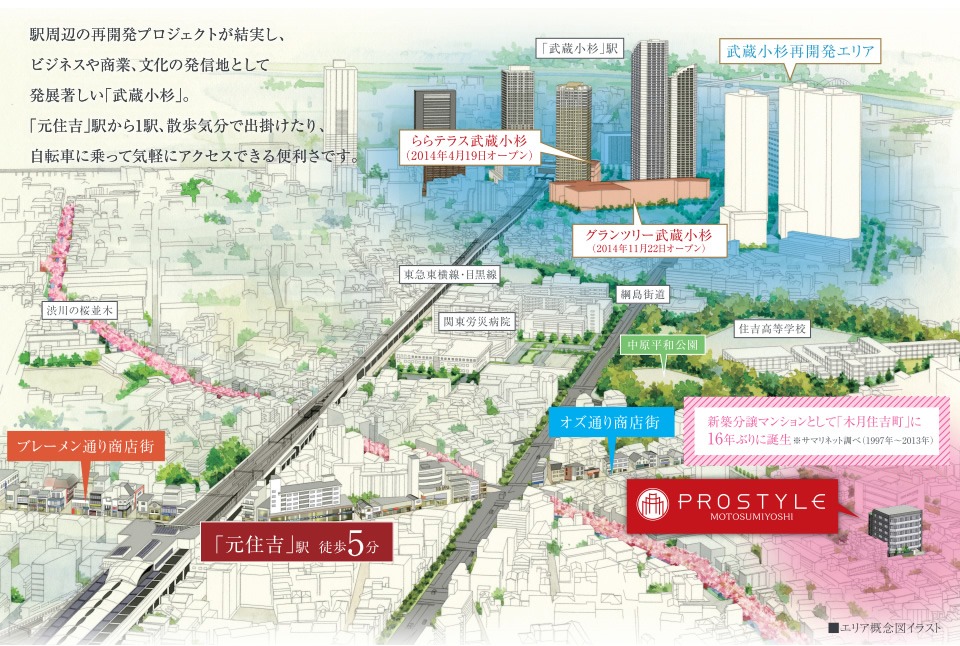 駅周辺の再開発プロジェクトが結実し、
ビジネスや商業、文化の発信地として
発展著しい「武蔵小杉」。
「元住吉」駅から1駅、散歩気分で出掛けたり、
自転車に乗って気軽にアクセスできる便利さです。
「武蔵小杉」駅
武蔵小杉再開発エリア
ららテラス武蔵小杉
（2014年4月19日オープン）
グランツリー武蔵小杉
（2014年11月22日オープン）
東急東横線・目黒線
綱島街道
渋川の桜並木
関東労災病院
住吉高等学校
中原平和公園
オズ通り商店街
新築分譲マンションとして「木月住吉町」に
16年ぶりに誕生 ※サマリネット調べ（1997年～2013年）
ブレーメン通り商店街
PROSTYLE
MOTOSUMIYOSHI
「元住吉」駅 徒歩5分
■エリア概念図イラスト